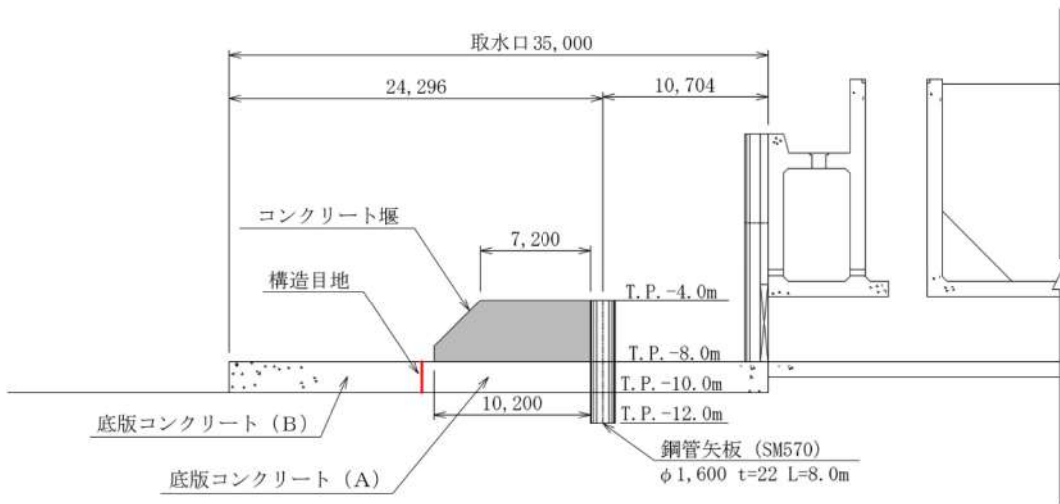 取水口35,000
24,296
10,704
コンクリート堰
7,200
構造目地
T.P.-4.0m
T.P.-8.0m
T.P.-10.0m
10,200
T.P.-12.0m
底版コンクリート（B）
鋼管矢板（SM570）
底版コンクリート（A）
φ1,600 t=22 L=8.0m